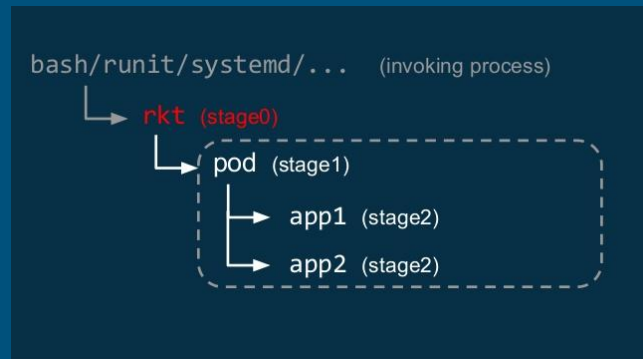 bash/runit/systemd/... (invoking process)
rkt (stage0)
pod (stage1)
app1 (stage2)
app2 (stage2)